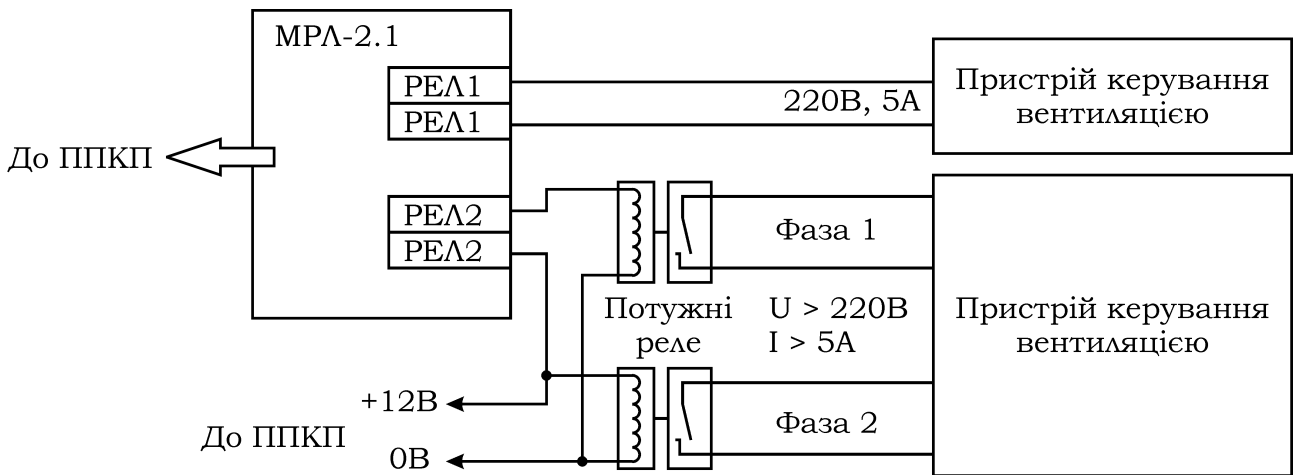 МРЛ-2.1
РЕЛ1
РЕЛ1
220В, 5А
Пристрій керування
вентиляцією
До ППКП
РЕЛ2
РЕЛ2
Фаза 1
Потужні
реле
U > 220В
I > 5А
Пристрій керування
вентиляцією
+12В
До ППКП
0В
Фаза 2